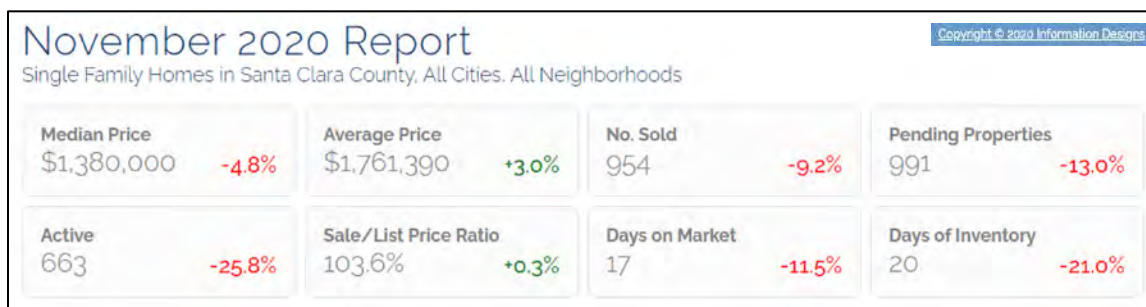 November 2020 Report
Copyright © 2020 Information Designs
Single Family Homes in Santa Clara County, All Cities. All Neighborhoods
Median Price
$1,380,000 -4.8%
Average Price
$1,761,390 +3.0%
No. Sold
954 -9.2%
Pending Properties
991 -13.0%
Active
663 -25.8%
Sale/List Price Ratio
103.6% +0.3%
Days on Market
17 -11.5%
Days of Inventory
20 -21.0%